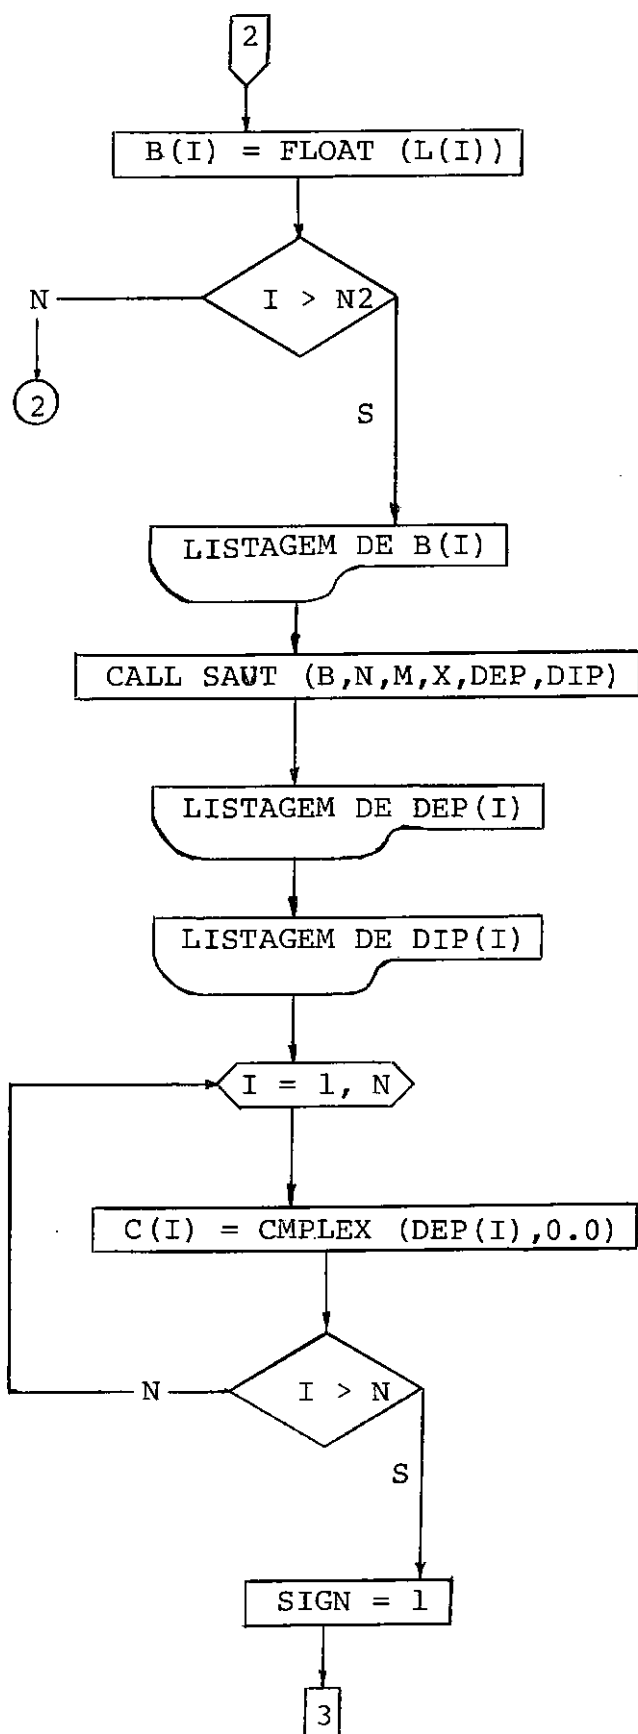 2
B(I) = FLOAT (L(I))
I > N2
N
2
S
LISTAGEM DE B(I)
CALL SAUT (B,N,M,X,DEP,DIP)
LISTAGEM DE DEP(I)
LISTAGEM DE DIP(I)
I = 1, N
C(I) = CMPLEX (DEP(I),0.0)
I > N
N
S
SIGN = 1
3